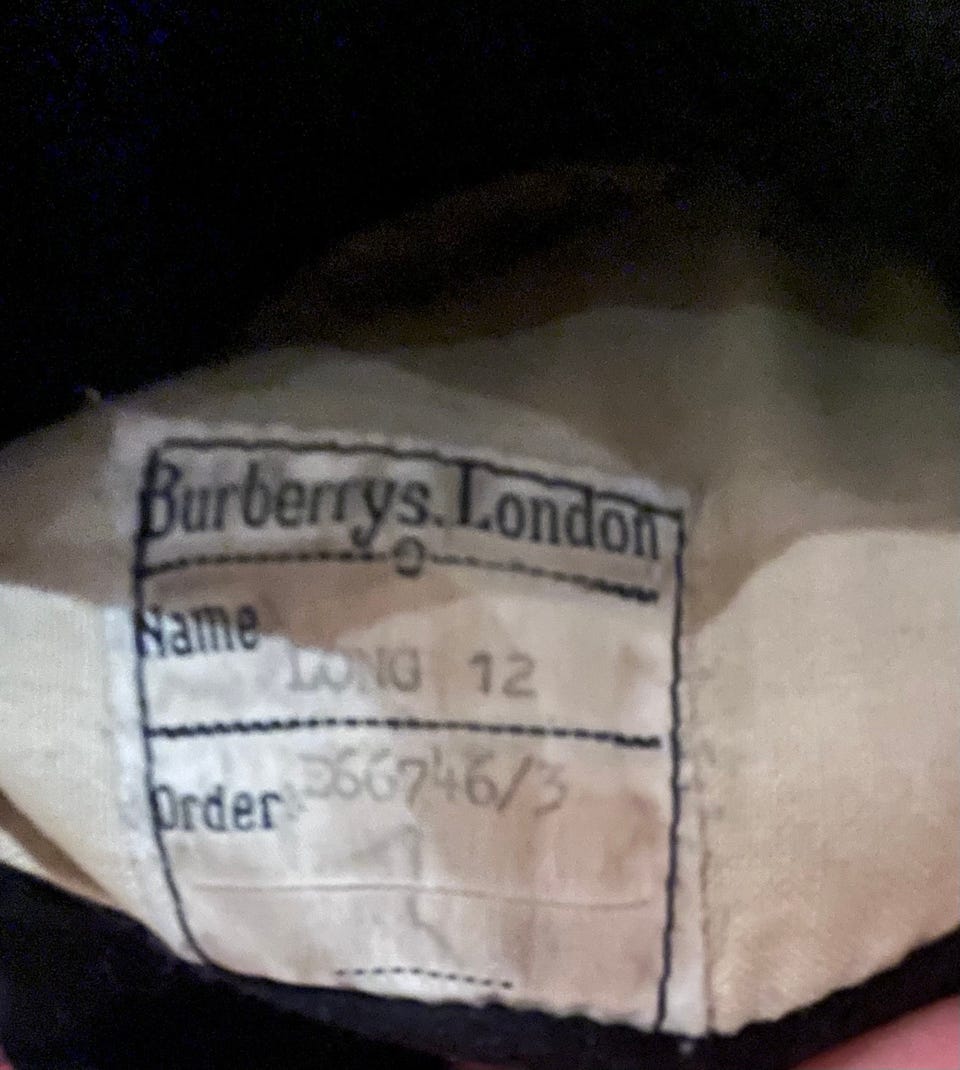 Burberrys. London
Name
LONG 12
Order 366746/3